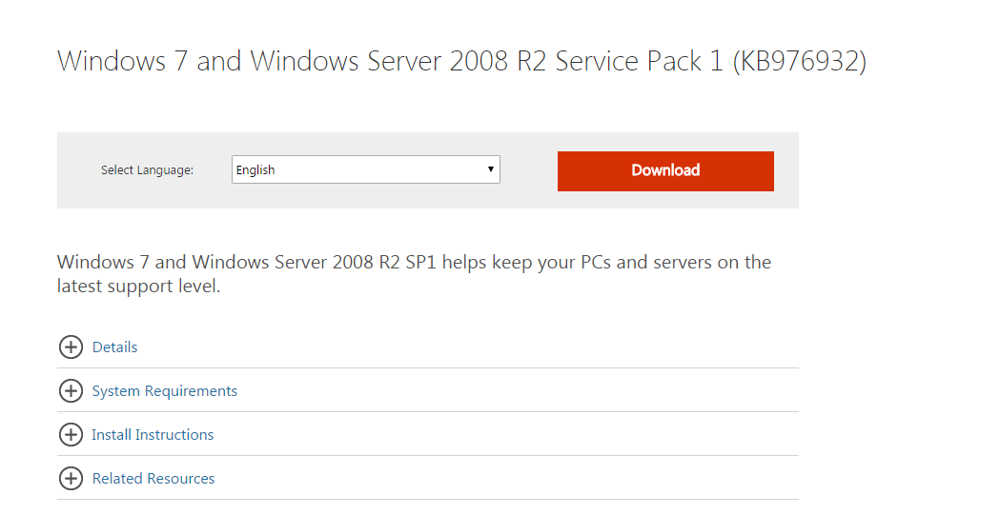 Windows 7 and Windows Server 2008 R2 Service Pack 1 (KB976932)
Select Language:
English
Download
Windows 7 and Windows Server 2008 R2 SP1 helps keep your PCs and servers on the
latest support level.
Details
System Requirements
Install Instructions
Related Resources